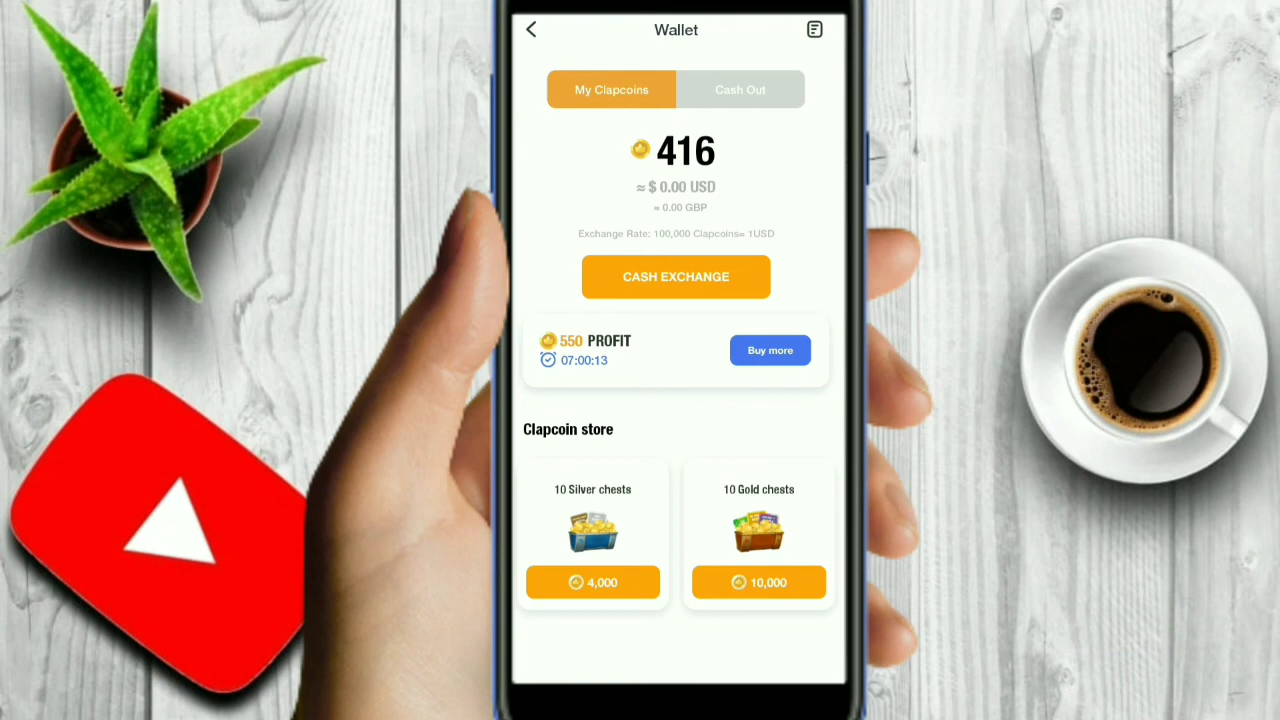 Wallet
My Clapcoins Cash Out
416
≈ $ 0.00 USD
≈ 0.00 GBP
Exchange Rate: 100,000 Clapcoins= 1USD
CASH EXCHANGE
550 PROFIT
07:00:13
Buy more
Clapcoin store
10 Silver chests 10 Gold chests
4,000 10,000